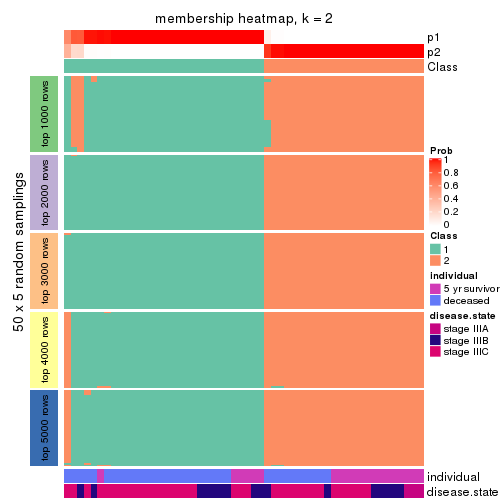 membership heatmap, k = 2
p1
p2
Class
50 x 5 random samplings
top 1000 rows
top 2000 rows
top 3000 rows
top 4000 rows
top 5000 rows
Prob
1
0.8
0.6
0.4
0.2
0
Class
1
2
individual
5 yr survivor
deceased
disease.state
stage IIIA
stage IIIB
stage IIIC
individual
disease.state